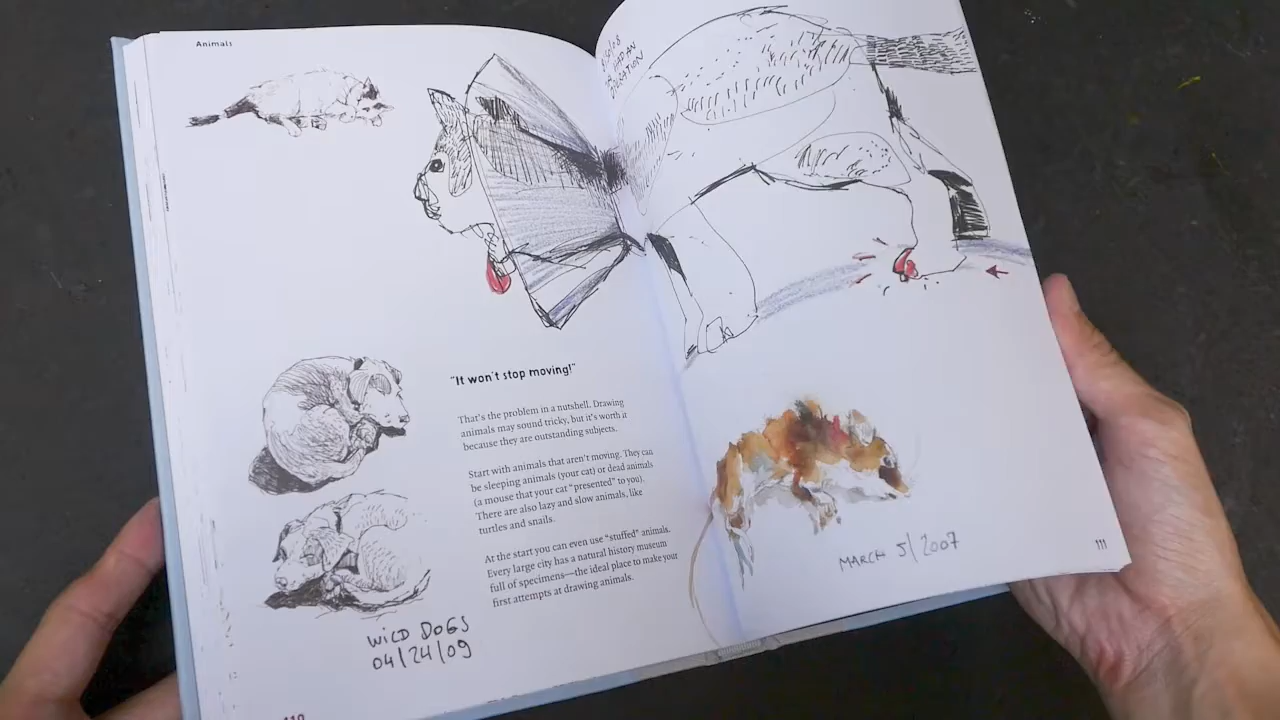 Animals
"It won't stop moving!"
That's the problem in a nutshell. Drawing
animals may sound tricky, but it's worth it
because they are outstanding subjects.
Start with animals that aren't moving. They can
be sleeping animals (your cat) or dead animals
(a mouse that your cat "presented" to you).
There are also lazy and slow animals, like
turtles and snails.
At the start you can even use "stuffed" animals.
Every large city has a natural history museum
full of specimens—the ideal place to make your
first attempts at drawing animals.
WILD DOGS
04/24/09
110
OPERATION
MARCH 5/2007
111